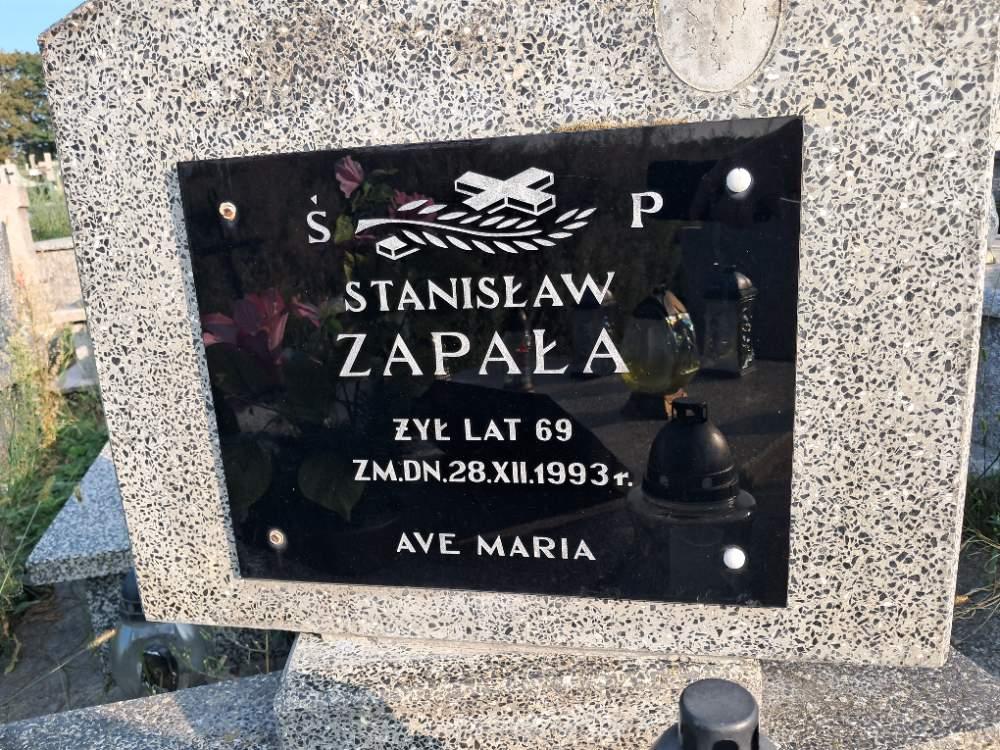 Ś P
STANISŁAW
ZAPAŁA
ŻYŁ LAT 69
ZM.DN.28.XII.1993 r.
AVE MARIA